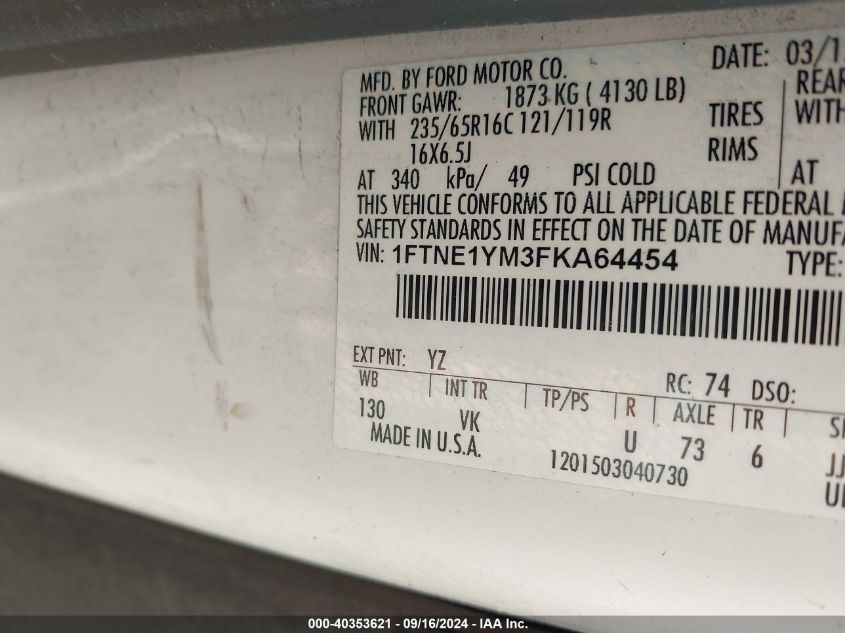 DATE: 03/1
MFD. BY FORD MOTOR CO.
FRONT GAWR: 1873 KG ( 4130 LB) REAR
WITH 235/65R16C 121/119R TIRES WITH
16X6.5J RIMS
AT 340 kPa/ 49 PSI COLD AT
THIS VEHICLE CONFORMS TO ALL APPLICABLE FEDERAL
SAFETY STANDARDS IN EFFECT ON THE DATE OF MANUFA
VIN: 1FTNE1YM3FKA64454 TYPE:
EXT PNT: YZ RC: 74 DSO:
WB INT TR TP/PS R AXLE TR
130 VK U 73 6 JJ
MADE IN U.S.A. 1201503040730
000-40353621 / 09/16/2024 - IAA Inc.